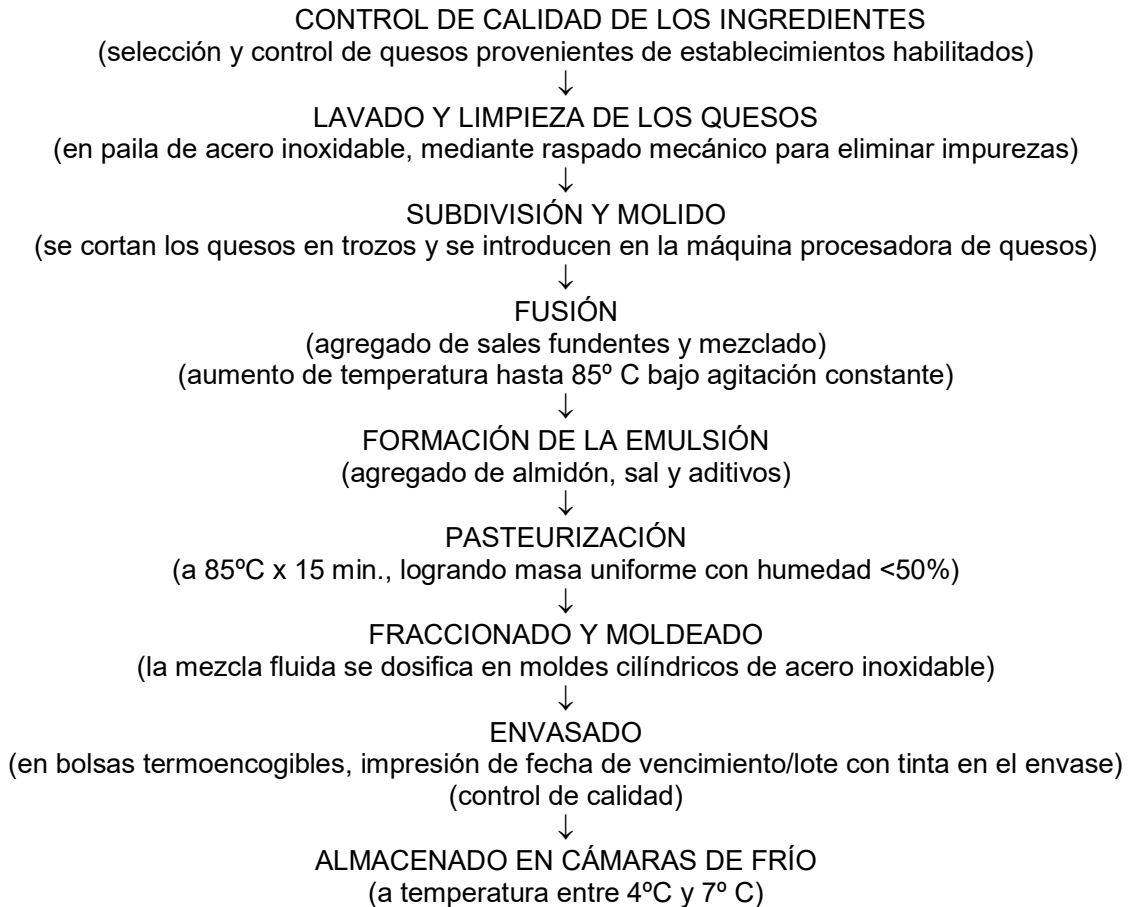 CONTROL DE CALIDAD DE LOS INGREDIENTES
(selección y control de quesos provenientes de establecimientos habilitados)
↓
LAVADO Y LIMPIEZA DE LOS QUESOS
(en paila de acero inoxidable, mediante raspado mecánico para eliminar impurezas)
↓
SUBDIVISIÓN Y MOLIDO
(se cortan los quesos en trozos y se introducen en la máquina procesadora de quesos)
↓
FUSIÓN
(agregado de sales fundentes y mezclado)
(aumento de temperatura hasta 85º C bajo agitación constante)
↓
FORMACIÓN DE LA EMULSIÓN
(agregado de almidón, sal y aditivos)
↓
PASTEURIZACIÓN
(a 85ºC x 15 min., logrando masa uniforme con humedad <50%)
↓
FRACCIONADO Y MOLDEADO
(la mezcla fluida se dosifica en moldes cilíndricos de acero inoxidable)
↓
ENVASADO
(en bolsas termoencogibles, impresión de fecha de vencimiento/lote con tinta en el envase)
(control de calidad)
↓
ALMACENADO EN CÁMARAS DE FRÍO
(a temperatura entre 4ºC y 7º C)